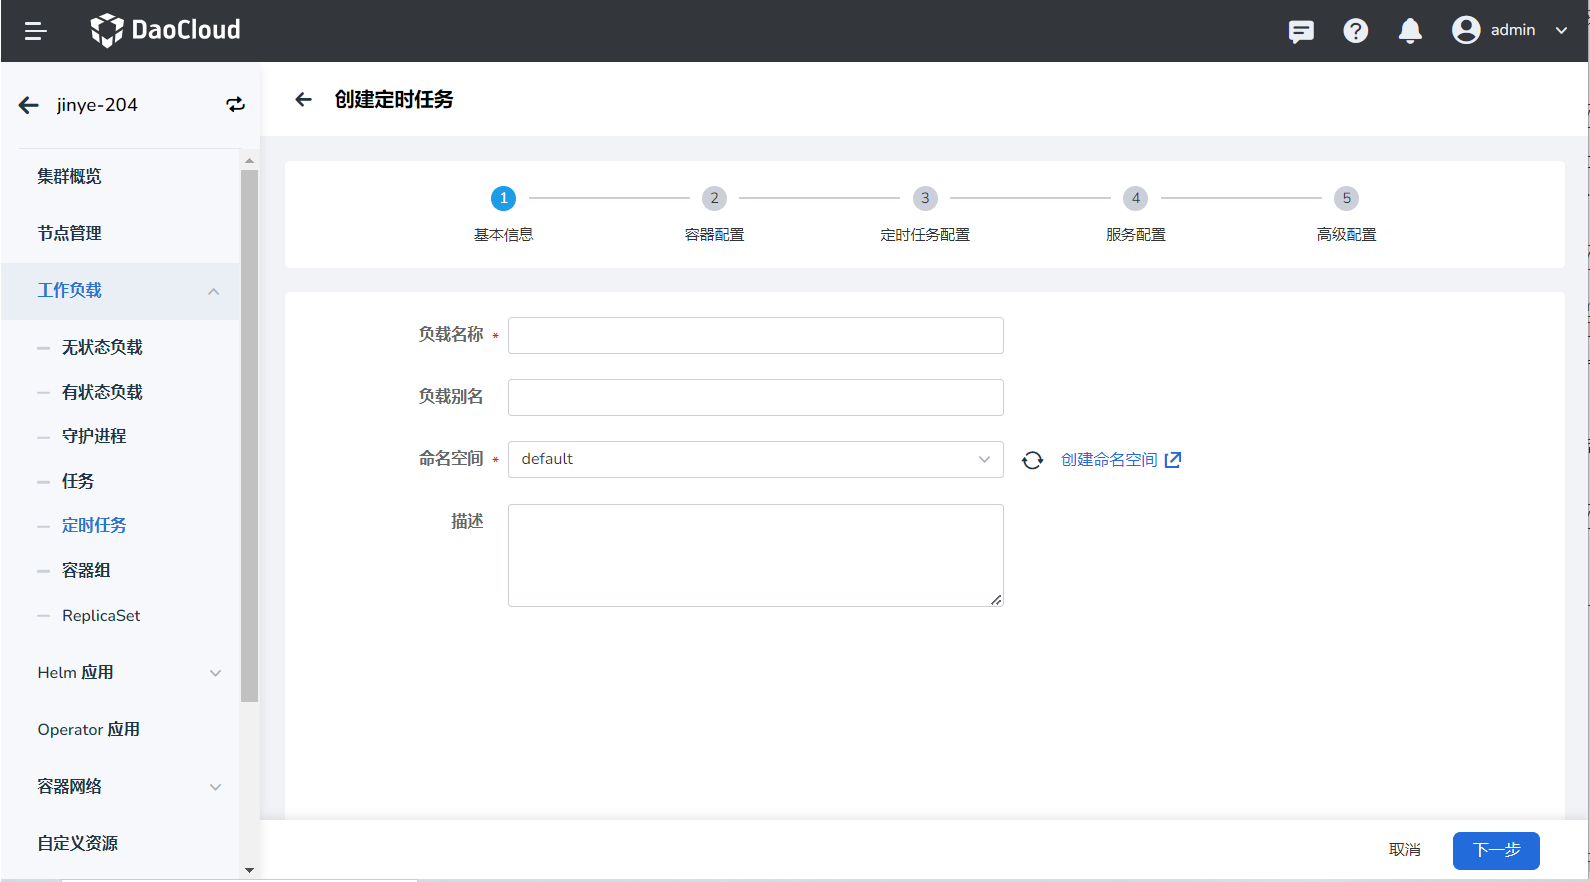 DaoCloud
admin
jinye-204
创建定时任务
集群概览
节点管理
工作负载
无状态负载
有状态负载
守护进程
任务
定时任务
容器组
ReplicaSet
Helm 应用
Operator 应用
容器网络
自定义资源
1
2
3
4
5
基本信息
容器配置
定时任务配置
服务配置
高级配置
负载名称 *
负载别名
命名空间 * default 创建命名空间
描述
取消
下一步